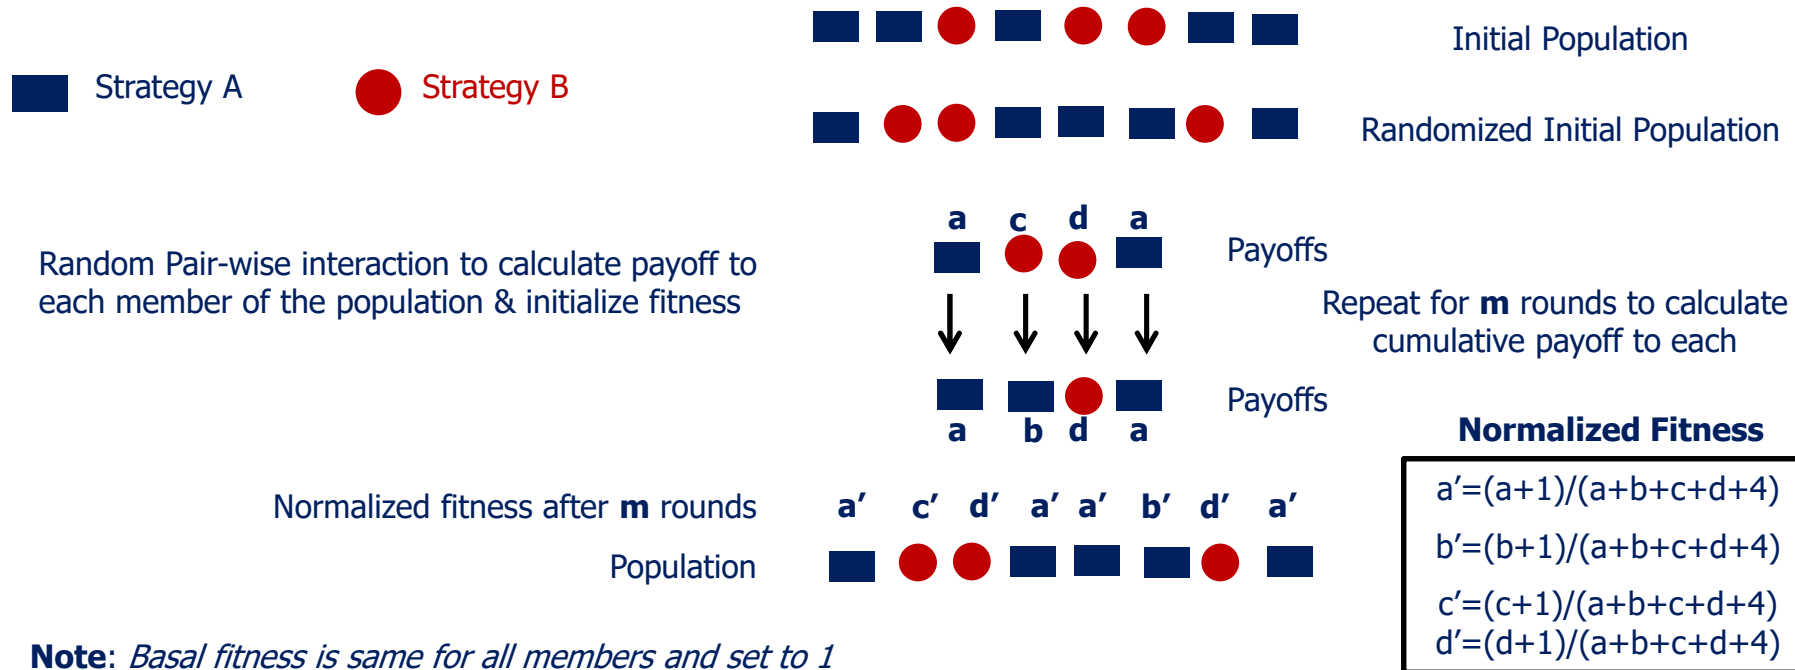 Initial Population
Strategy A
Strategy B
Randomized Initial Population
a c d a
Payoffs
Random Pair-wise interaction to calculate payoff to
each member of the population & initialize fitness
Repeat for m rounds to calculate
cumulative payoff to each
Payoffs
a b d a
Normalized Fitness
a’=(a+1)/(a+b+c+d+4)
b’=(b+1)/(a+b+c+d+4)
c’=(c+1)/(a+b+c+d+4)
d’=(d+1)/(a+b+c+d+4)
Normalized fitness after m rounds
a’ c’ d’ a’ a’ b’ d’ a’
Population
Note: Basal fitness is same for all members and set to 1